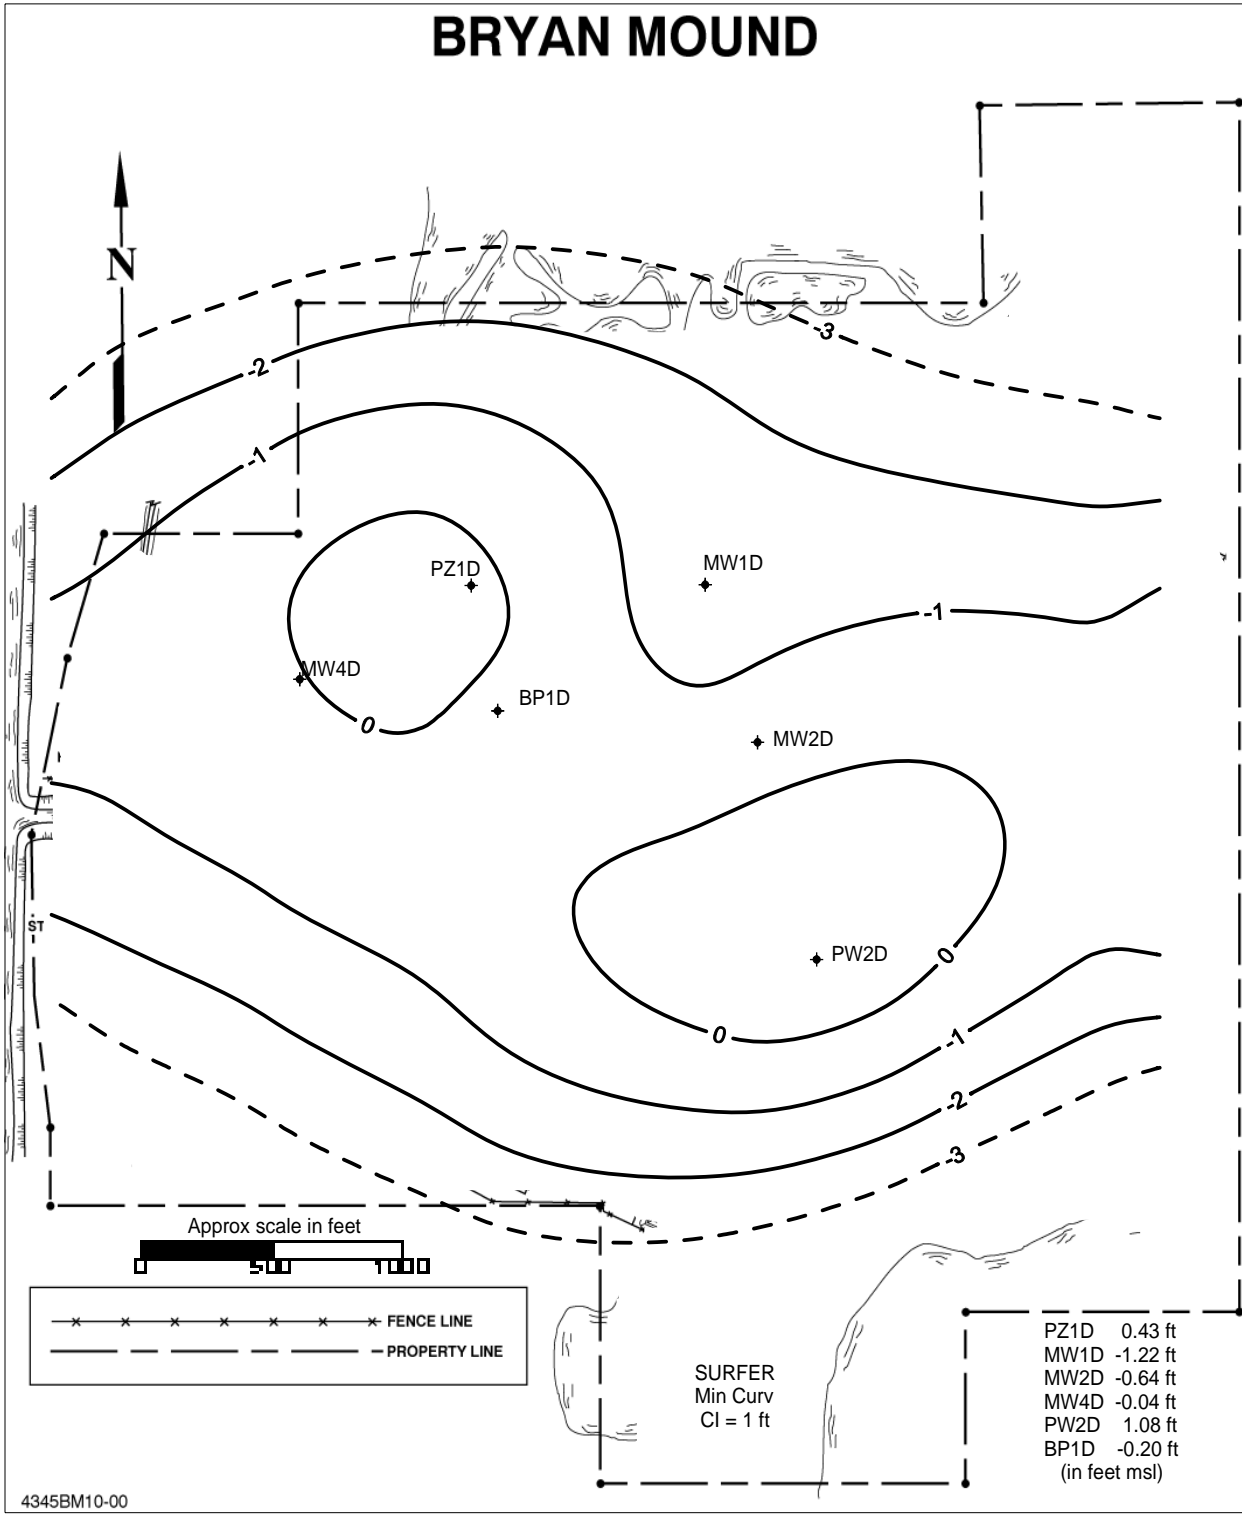 BRYAN MOUND
N
-3
-2
-1
PZ1D
MW1D
-1
MW4D
BP1D
0
MW2D
ST
PW2D
0
0
-1
-2
-3
Approx scale in feet
0 500 1000
FENCE LINE
PROPERTY LINE
SURFER
Min Curv
CI = 1 ft
PZ1D 0.43 ft
MW1D -1.22 ft
MW2D -0.64 ft
MW4D -0.04 ft
PW2D 1.08 ft
BP1D -0.20 ft
(in feet msl)
4345BM10-00